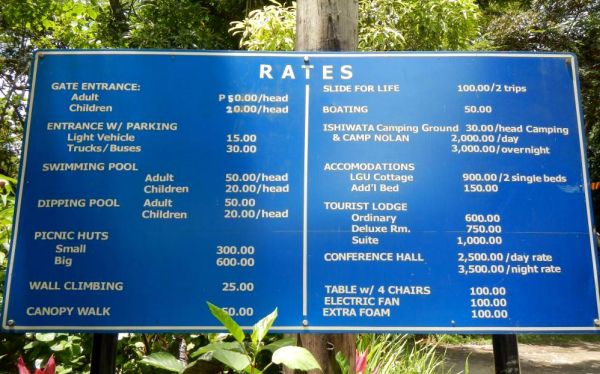 RATES
GATE ENTRANCE:
Adult P 50.00/head
Children 20.00/head
ENTRANCE W/ PARKING
Light Vehicle 15.00
Trucks/Buses 30.00
SWIMMING POOL
Adult 50.00/head
Children 20.00/head
DIPPING POOL Adult 50.00
Children 20.00/head
PICNIC HUTS
Small 300.00
Big 600.00
WALL CLIMBING 25.00
CANOPY WALK 50.00
SLIDE FOR LIFE 100.00/2 trips
BOATING 50.00
ISHIWATA Camping Ground 30.00/head Camping
& CAMP NOLAN 2,000.00/day
3,000.00/overnight
ACCOMODATIONS
LGU Cottage 900.00/2 single beds
Add'l Bed 150.00
TOURIST LODGE
Ordinary 600.00
Deluxe Rm. 750.00
Suite 1,000.00
CONFERENCE HALL 2,500.00/day rate
3,500.00/night rate
TABLE w/ 4 CHAIRS 100.00
ELECTRIC FAN 100.00
EXTRA FOAM 100.00